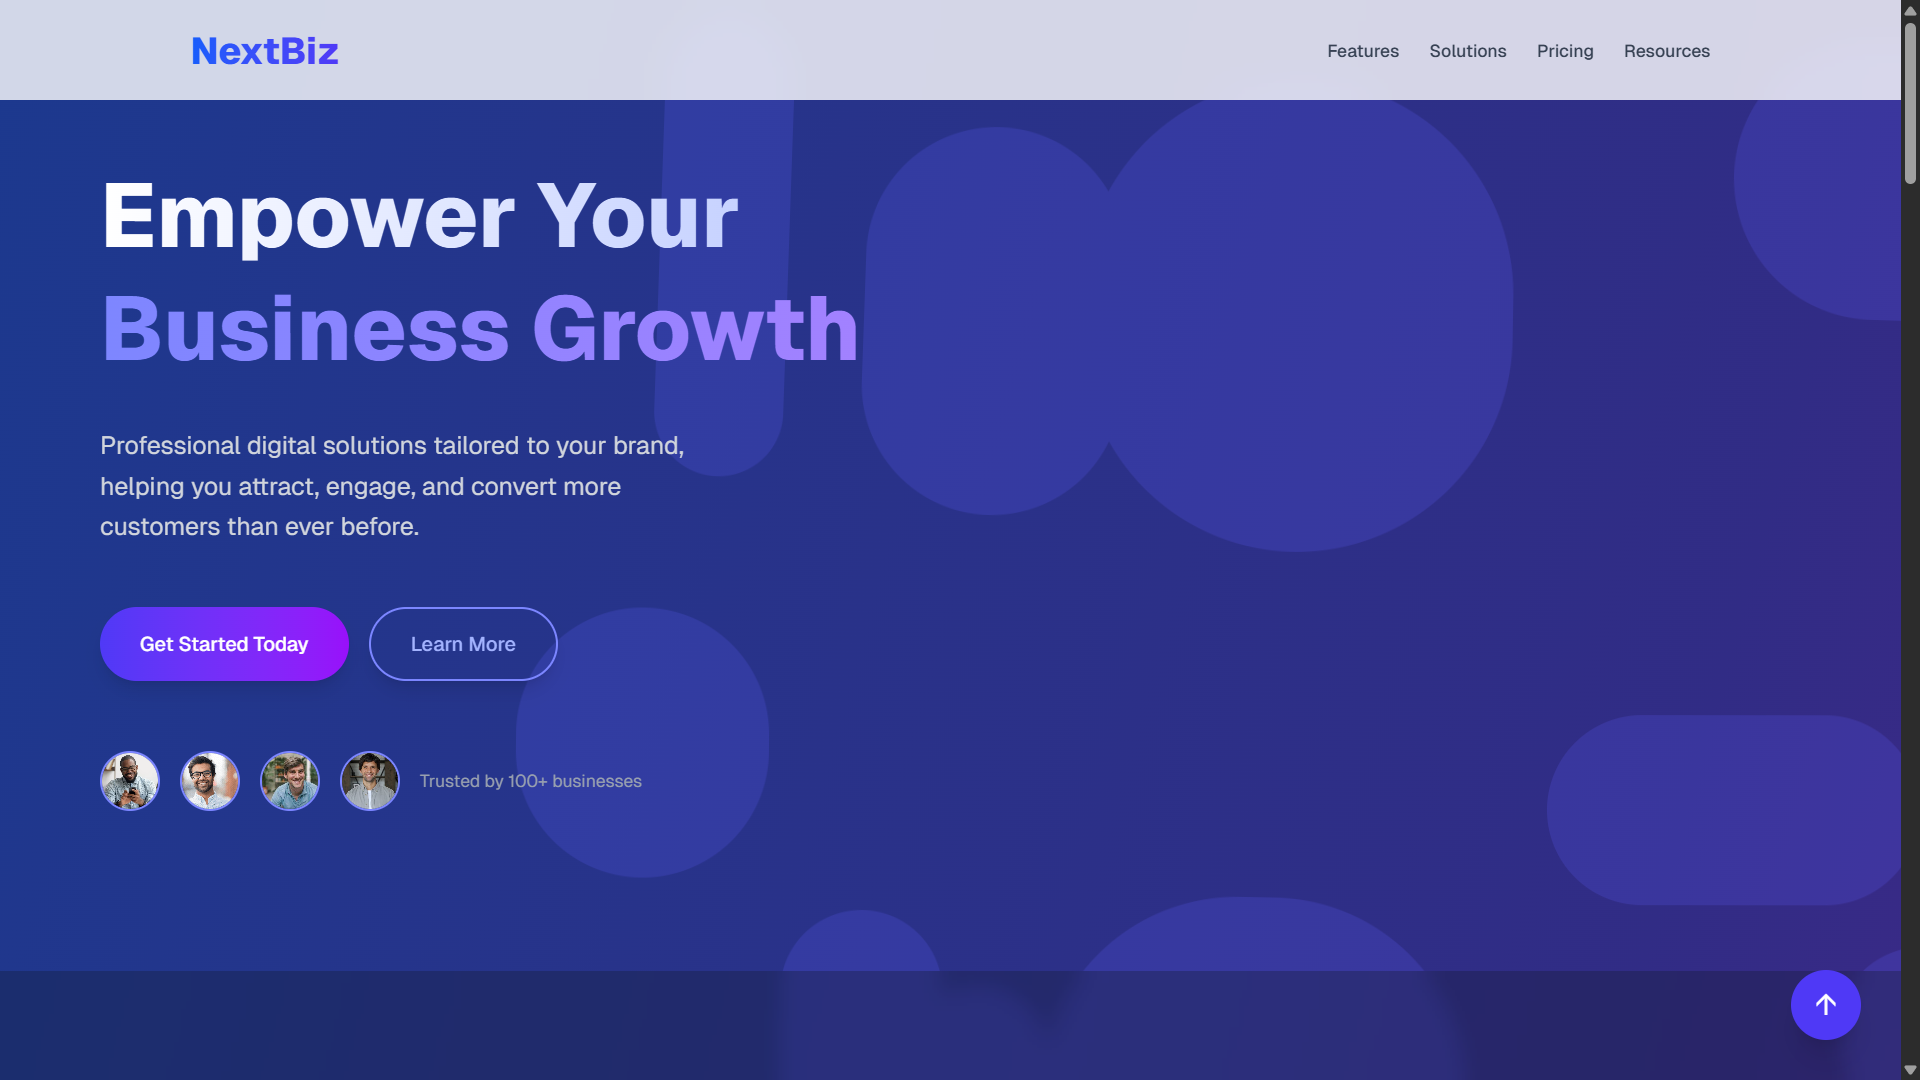 NextBiz
Features
Solutions
Pricing
Resources
Empower Your
Business Growth
Professional digital solutions tailored to your brand,
helping you attract, engage, and convert more
customers than ever before.
Get Started Today
Learn More
Trusted by 100+ businesses